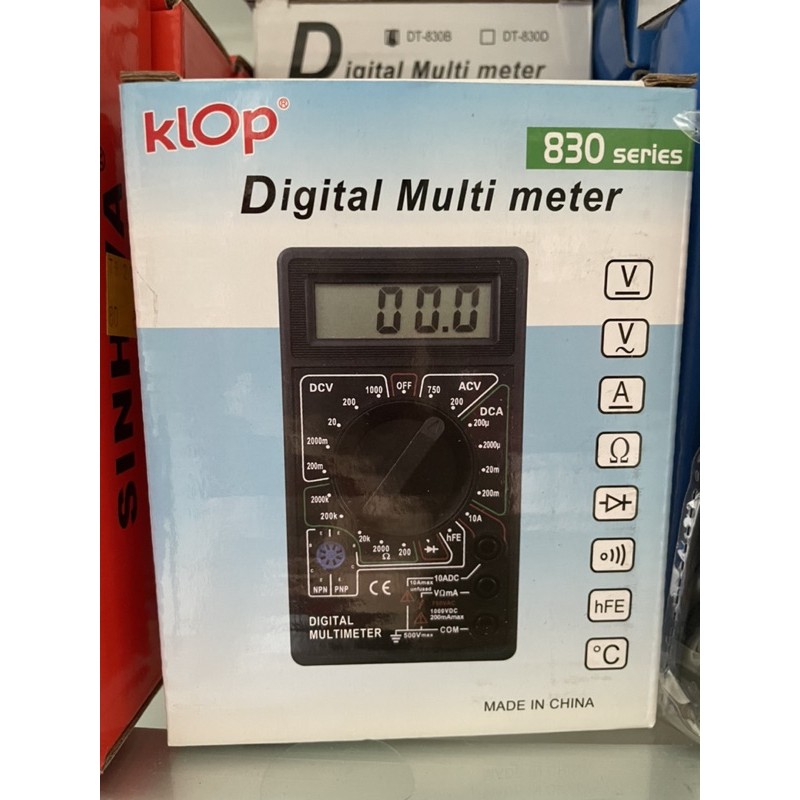 DT-830B DT-830D
Digital Multi meter
klOp®
830 series
Digital Multi meter
00.0
DCV 1000 OFF 750 ACV
200 200 DCA
20 200µ
2000m 2000µ
200m 20m
2000k 200m
200k 10A
20k 2000 Ω 200 hFE
NPN PNP
CE
10Amax unfused 10ADC
VΩmA
1000VDC
200mAmax
500Vmax COM
DIGITAL
MULTIMETER
V
V~
A
Ω
hFE
°C
MADE IN CHINA